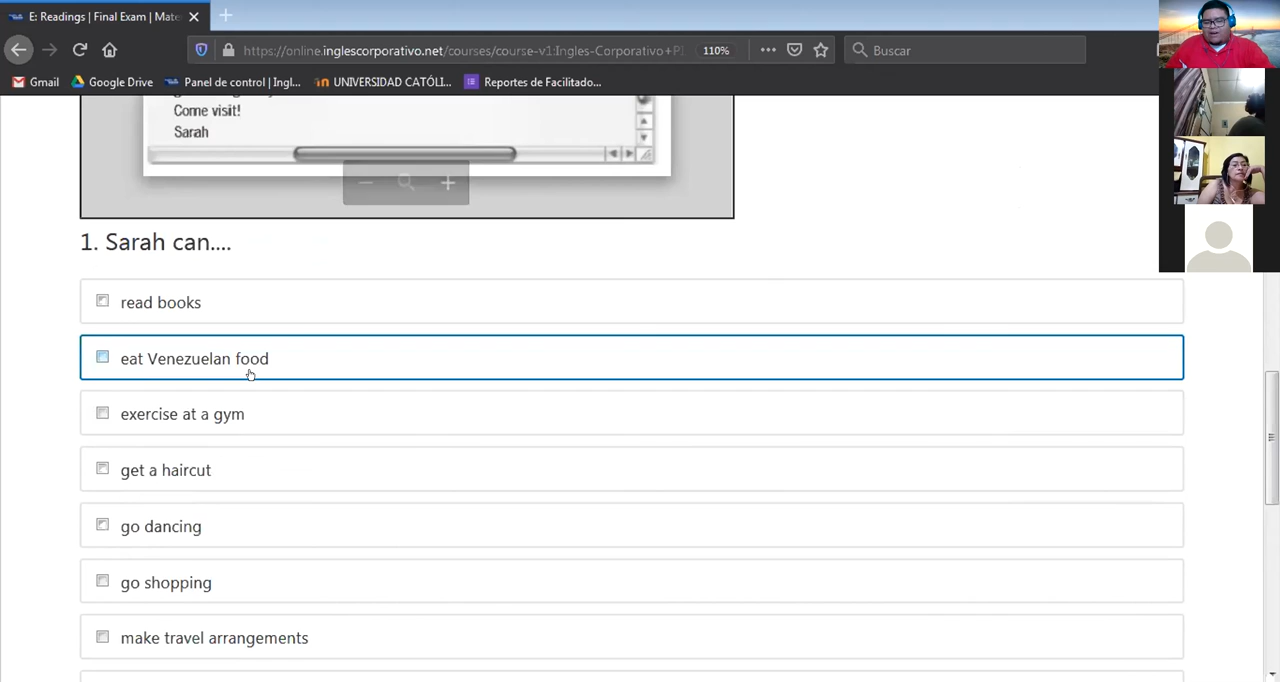 E: Readings | Final Exam | Mate
https://online.inglescorporativo.net/courses/course-v1:Ingles-Corporativo+P
110%
Buscar
Gmail
Google Drive
Panel de control | Ingl...
UNIVERSIDAD CATÓLI...
Reportes de Facilitado...
Come visit!
Sarah
1. Sarah can....
read books
eat Venezuelan food
exercise at a gym
get a haircut
go dancing
go shopping
make travel arrangements